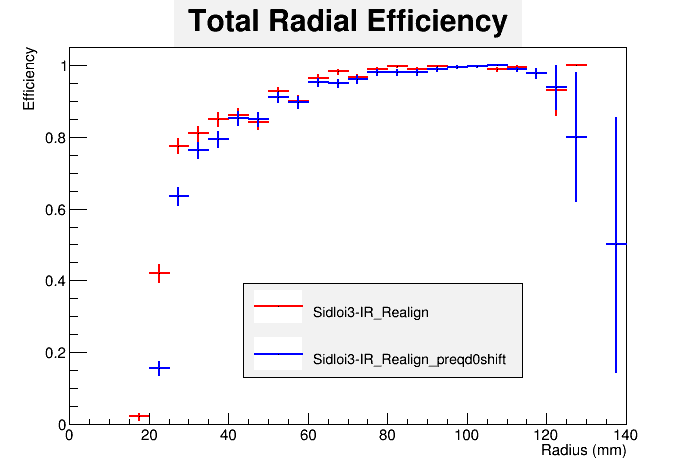 Total Radial Efficiency
Efficiency
1
0.8
0.6
0.4
0.2
0
0 20 40 60 80 100 120 140
Radius (mm)
Sidloi3-IR_Realign
Sidloi3-IR_Realign_preqd0shift